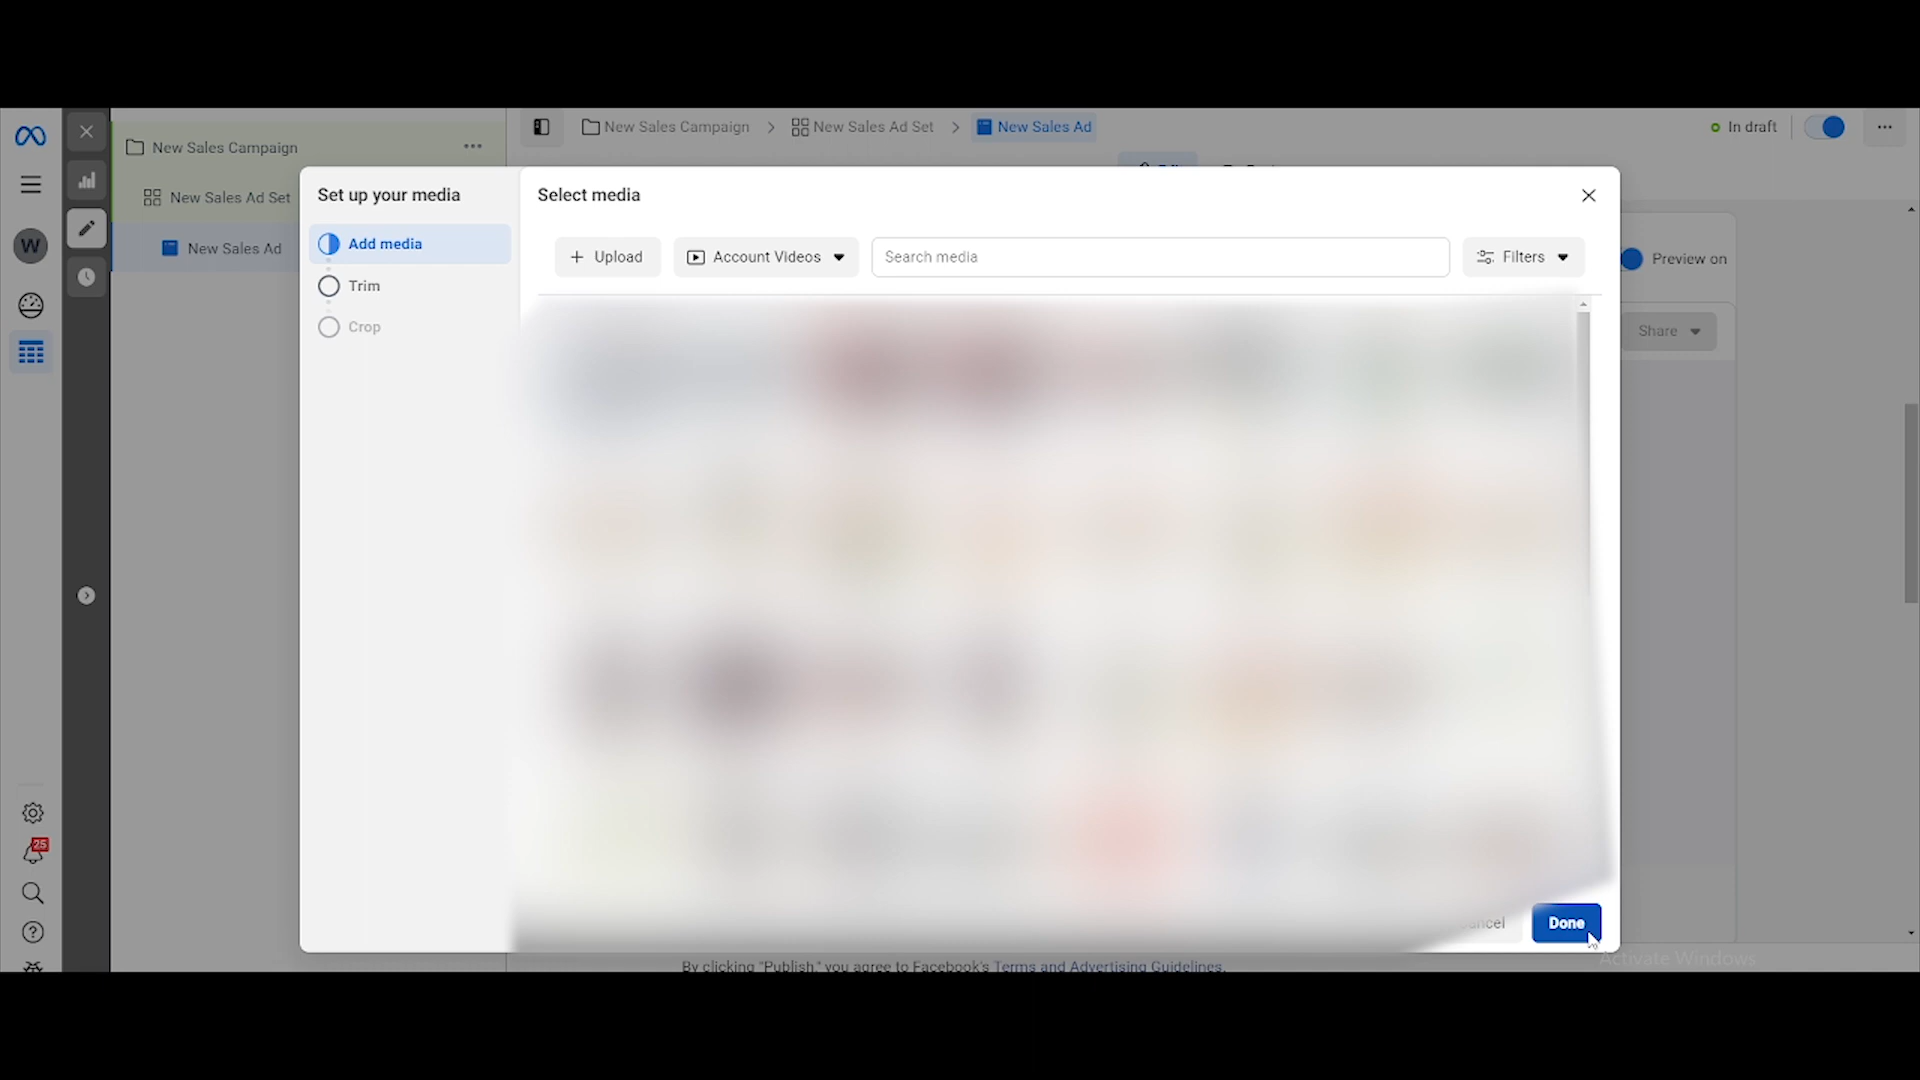 New Sales Campaign
New Sales Ad Set
New Sales Ad
New Sales Campaign
New Sales Ad Set
New Sales Ad
In draft
Set up your media
Add media
Trim
Crop
Select media
Upload
Account Videos
Search media
Filters
Preview on
Share
W
25
Done
By clicking "Publish," you agree to Facebook's Terms and Advertising Guidelines.
Activate Windows